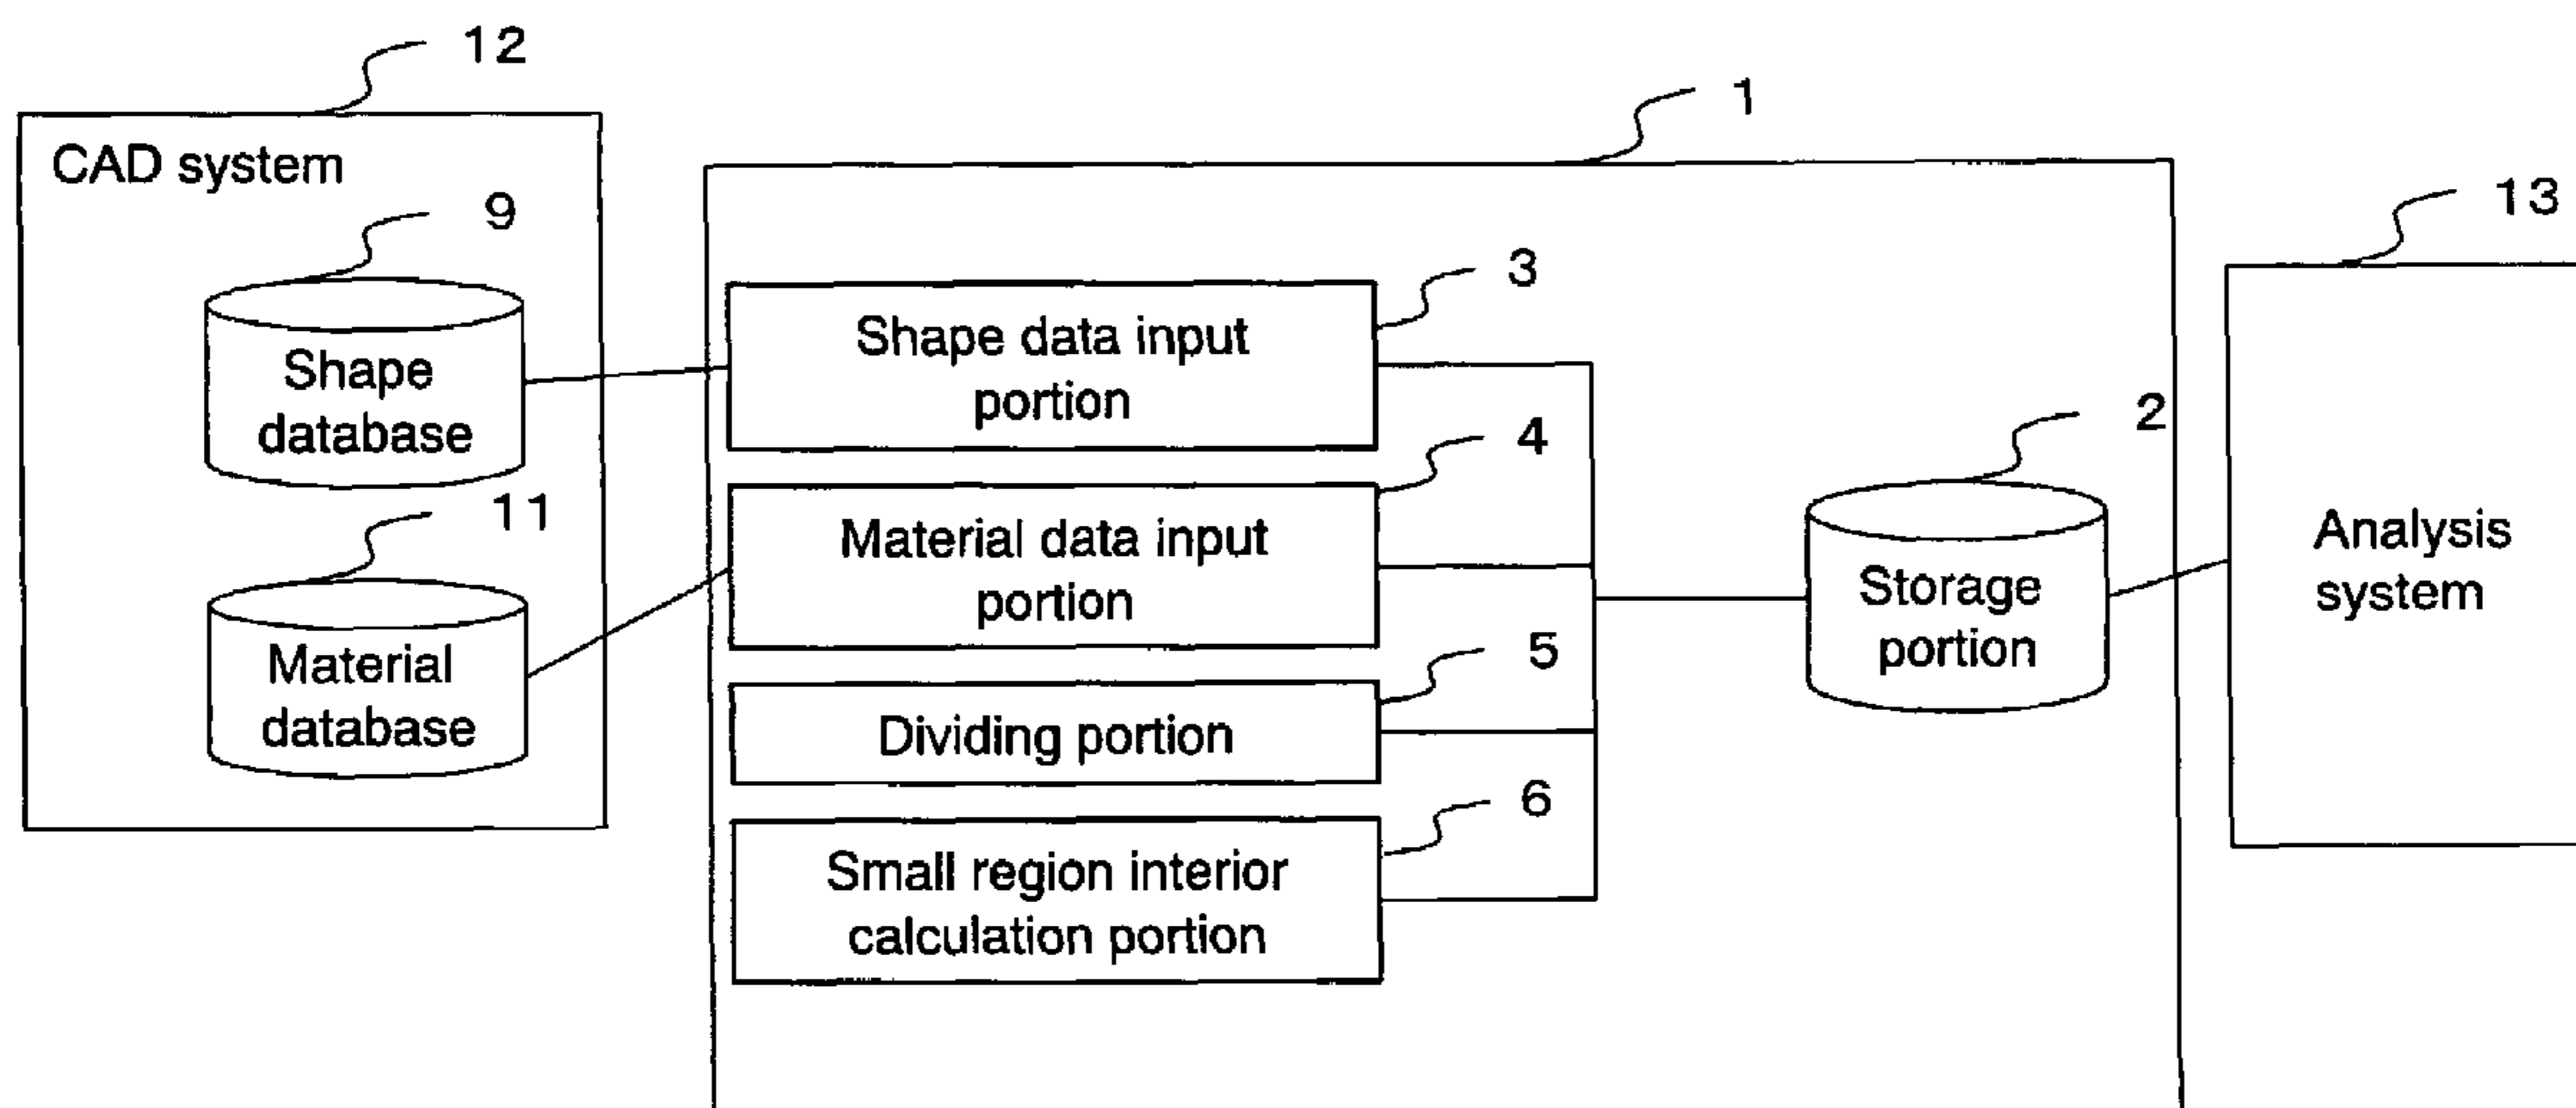 12
CAD system
9
Shape
database
11
Material
database
1
3
Shape data input
portion
4
Material data input
portion
5
Dividing portion
6
Small region interior
calculation portion
2
Storage
portion
13
Analysis
system